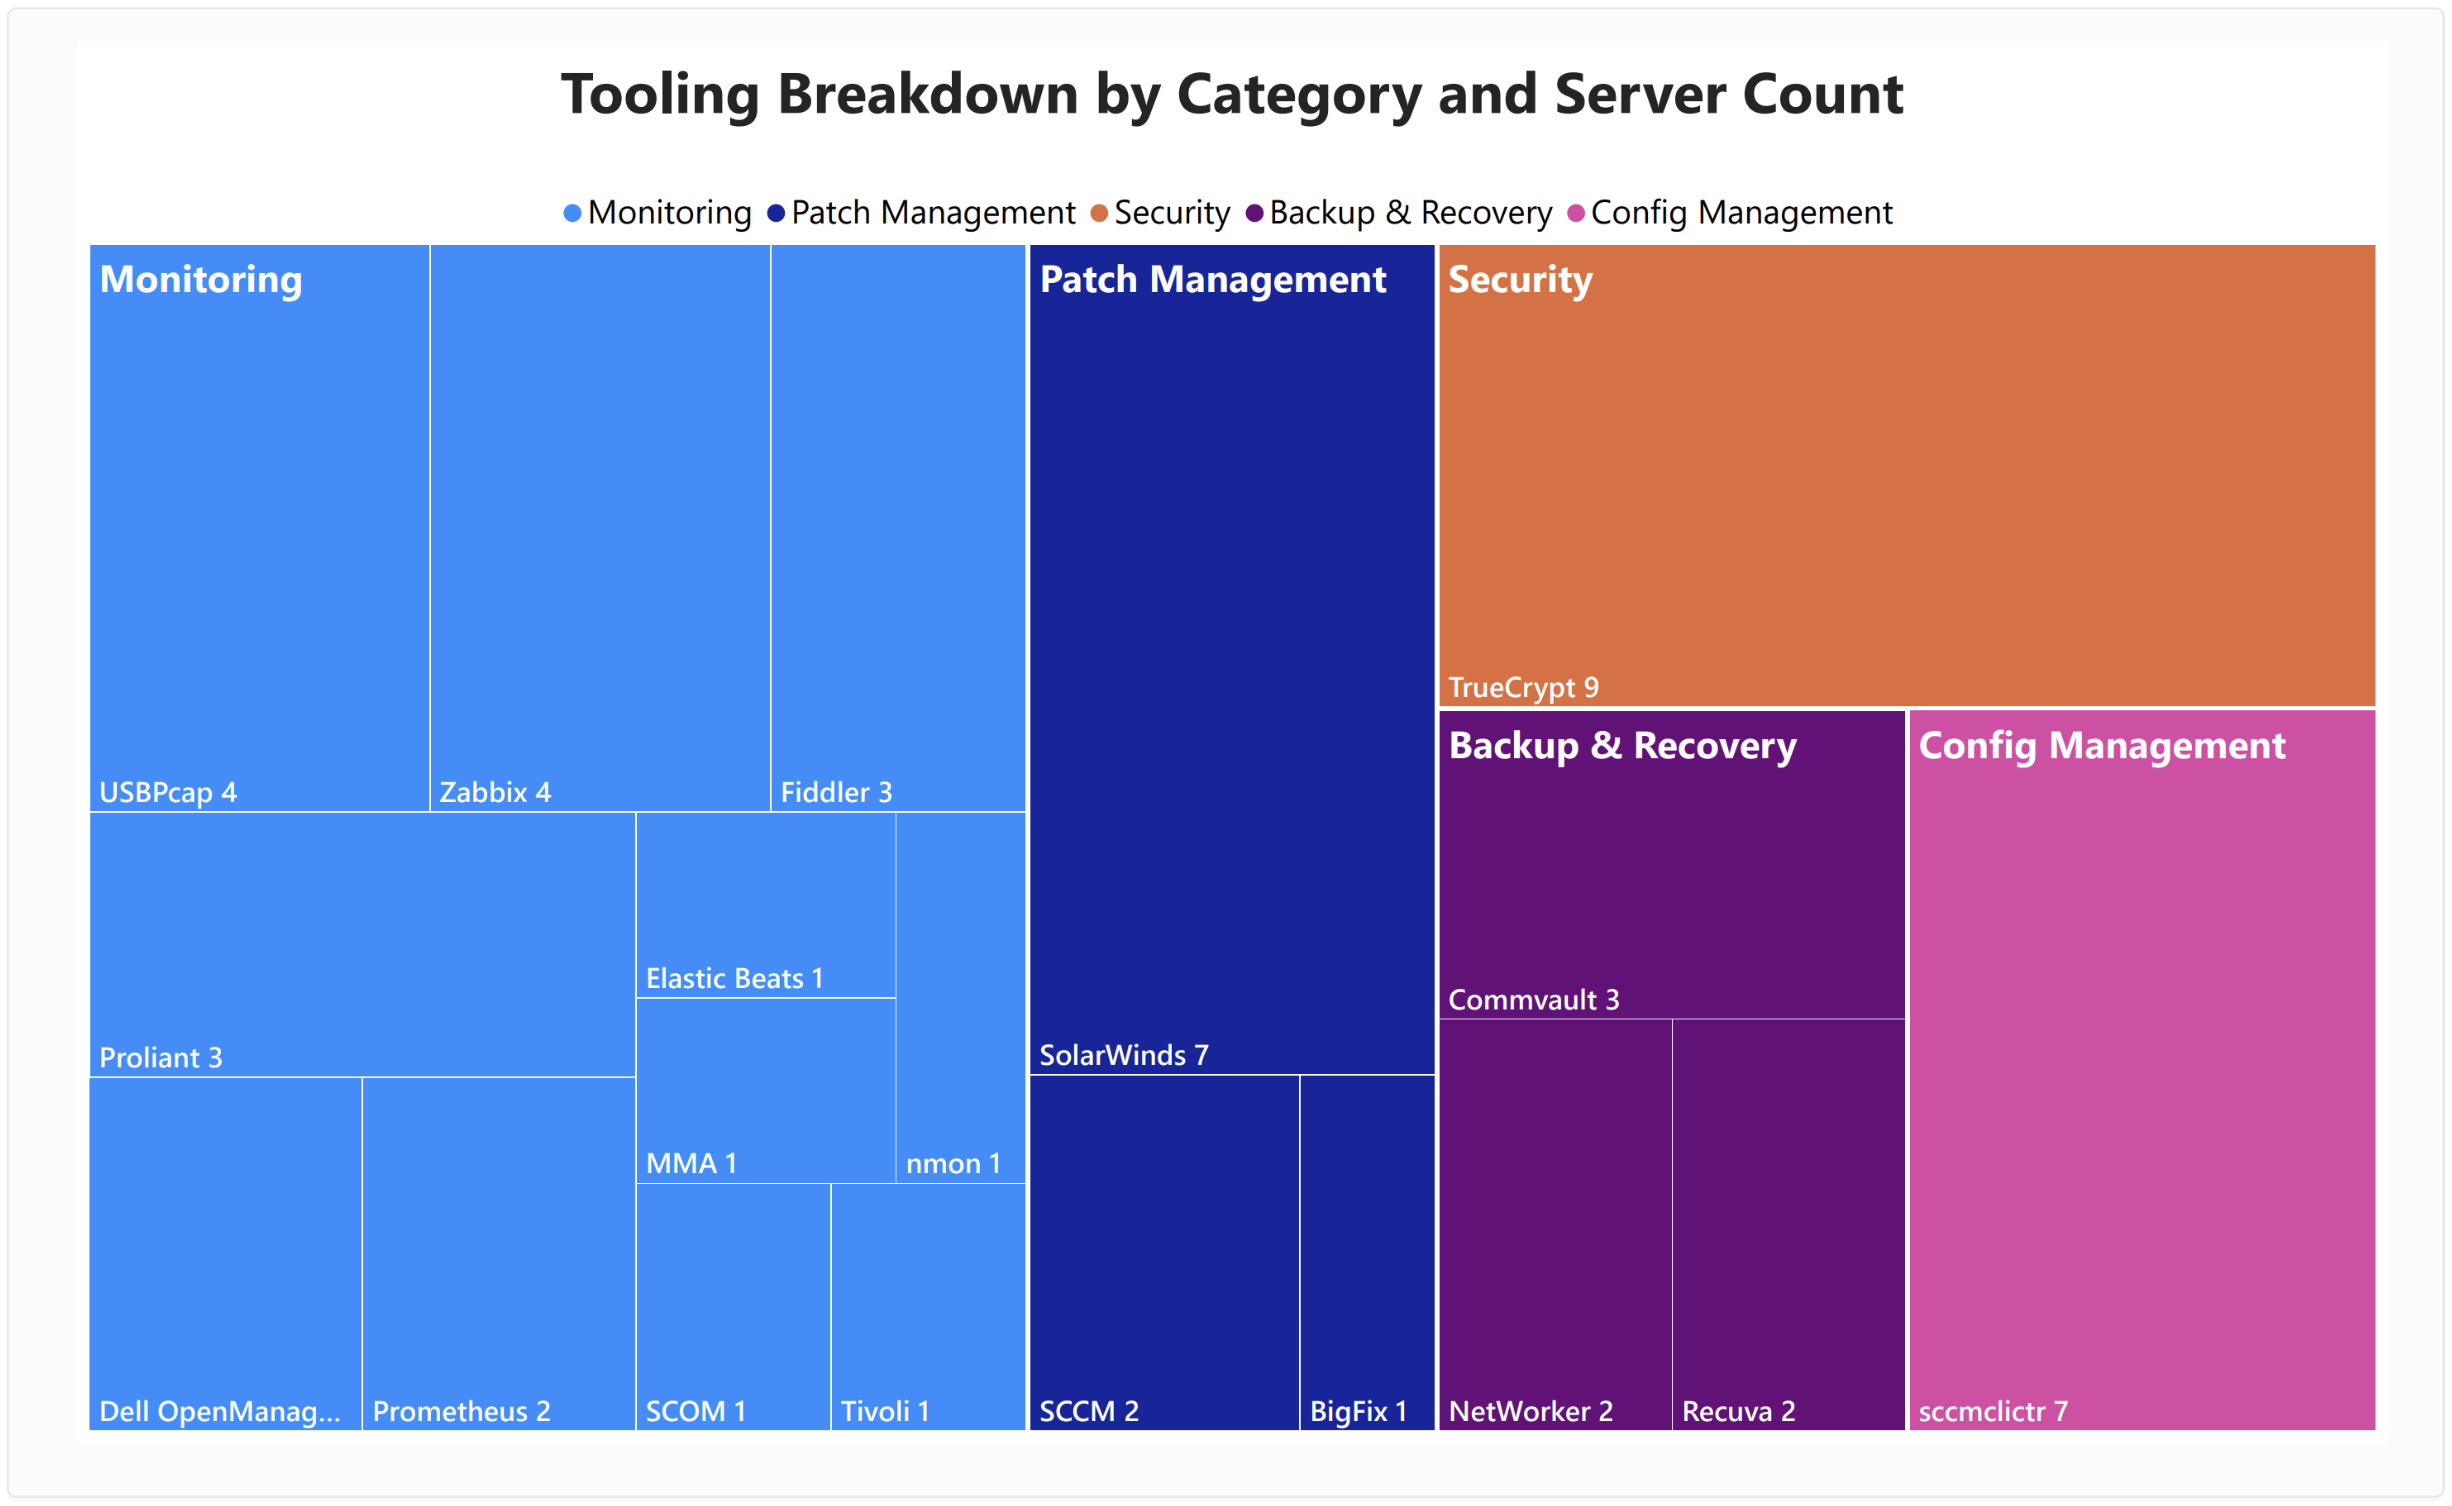 Tooling Breakdown by Category and Server Count
Monitoring Patch Management Security Backup & Recovery Config Management
Monitoring
USBPcap 4
Zabbix 4
Fiddler 3
Proliant 3
Elastic Beats 1
MMA 1
nmon 1
Dell OpenManag...
Prometheus 2
SCOM 1
Tivoli 1
Patch Management
SolarWinds 7
SCCM 2
BigFix 1
Security
TrueCrypt 9
Backup & Recovery
Commvault 3
NetWorker 2
Recuva 2
Config Management
sccmclictr 7